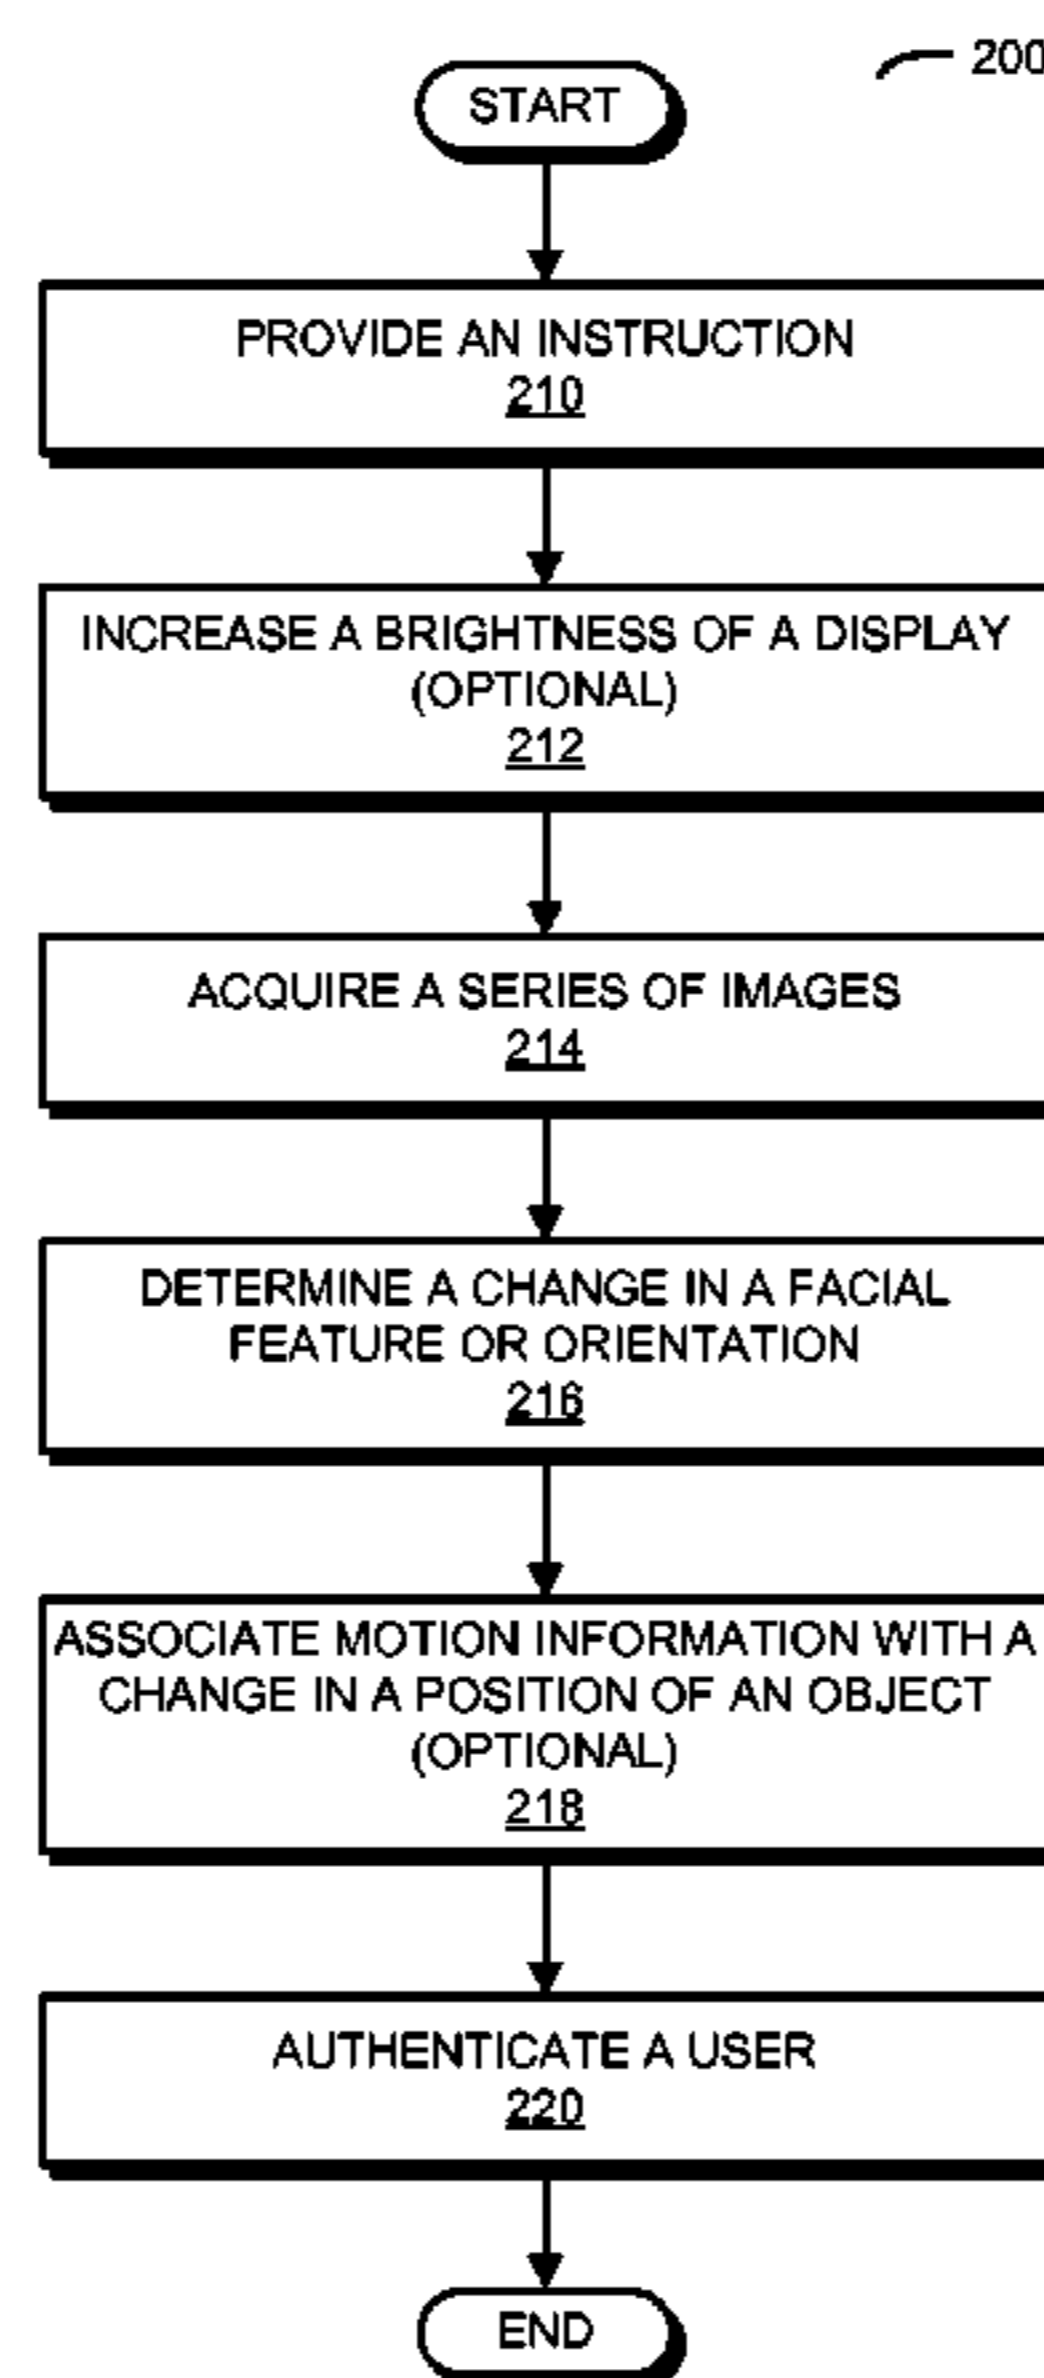 200
START
PROVIDE AN INSTRUCTION
210
INCREASE A BRIGHTNESS OF A DISPLAY
(OPTIONAL)
212
ACQUIRE A SERIES OF IMAGES
214
DETERMINE A CHANGE IN A FACIAL
FEATURE OR ORIENTATION
216
ASSOCIATE MOTION INFORMATION WITH A
CHANGE IN A POSITION OF AN OBJECT
(OPTIONAL)
218
AUTHENTICATE A USER
220
END